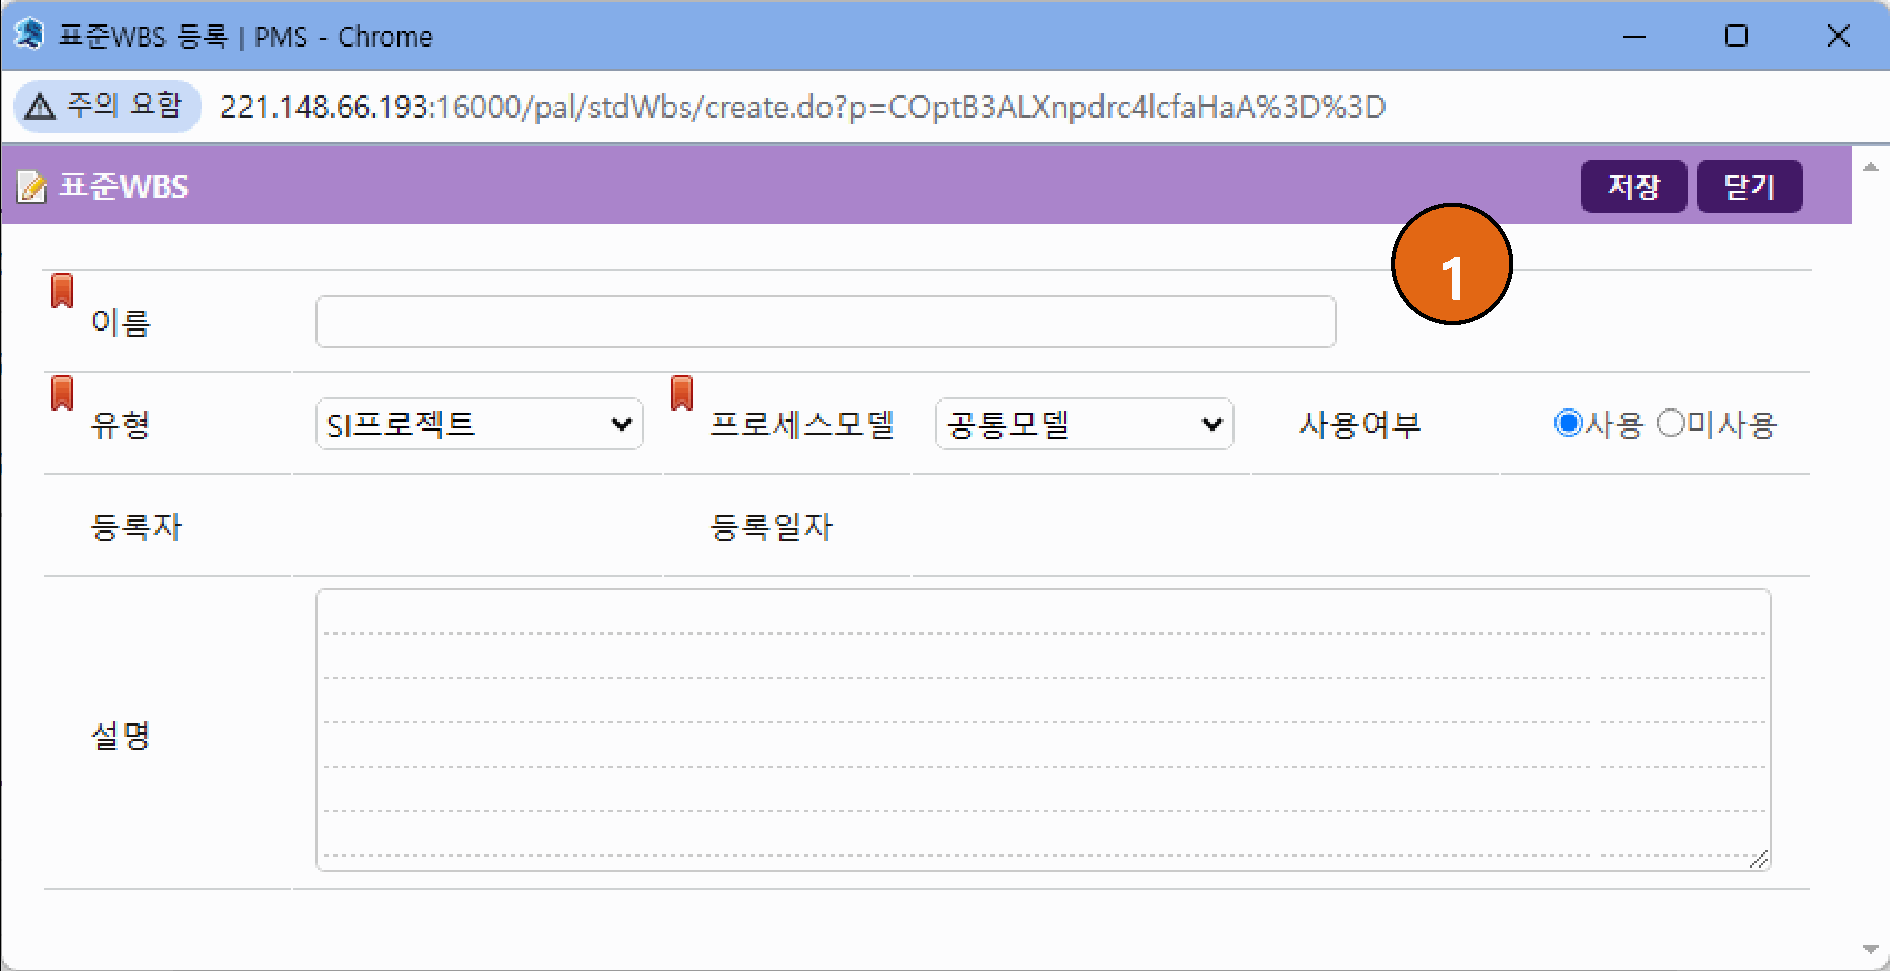 표준WBS 등록 | PMS - Chrome
주의 요함 221.148.66.193:16000/pal/stdWbs/create.do?p=COptB3ALXnpdrc4lcfaHaA%3D%3D
표준WBS 저장 닫기
1
이름
유형 SI프로젝트 프로세스모델 공통모델 사용여부 사용 미사용
등록자 등록일자
설명